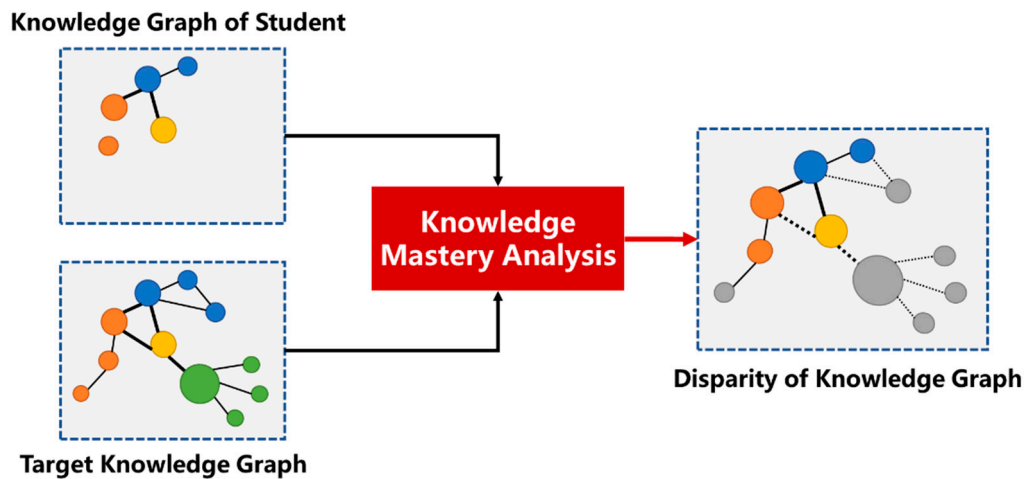 Knowledge Graph of Student
Knowledge
Mastery Analysis
Target Knowledge Graph
Disparity of Knowledge Graph